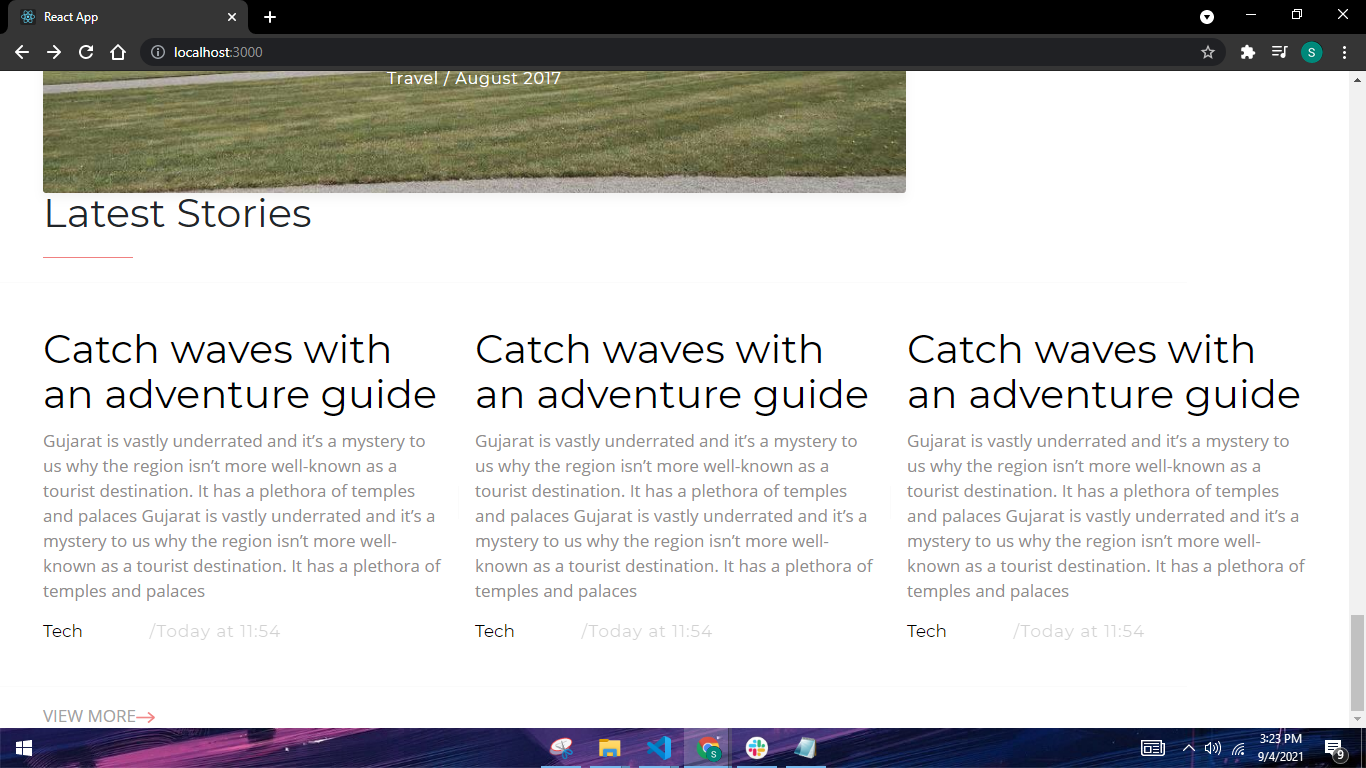 React App
localhost:3000
S
Travel / August 2017
Latest Stories
Catch waves with
an adventure guide
Gujarat is vastly underrated and it’s a mystery to
us why the region isn’t more well-known as a
tourist destination. It has a plethora of temples
and palaces Gujarat is vastly underrated and it’s a
mystery to us why the region isn’t more well-
known as a tourist destination. It has a plethora of
temples and palaces
Tech /Today at 11:54
Catch waves with
an adventure guide
Gujarat is vastly underrated and it’s a mystery to
us why the region isn’t more well-known as a
tourist destination. It has a plethora of temples
and palaces Gujarat is vastly underrated and it’s a
mystery to us why the region isn’t more well-
known as a tourist destination. It has a plethora of
temples and palaces
Tech /Today at 11:54
Catch waves with
an adventure guide
Gujarat is vastly underrated and it’s a mystery to
us why the region isn’t more well-known as a
tourist destination. It has a plethora of temples
and palaces Gujarat is vastly underrated and it’s a
mystery to us why the region isn’t more well-
known as a tourist destination. It has a plethora of
temples and palaces
Tech /Today at 11:54
VIEW MORE
S
3:23 PM
9/4/2021
9